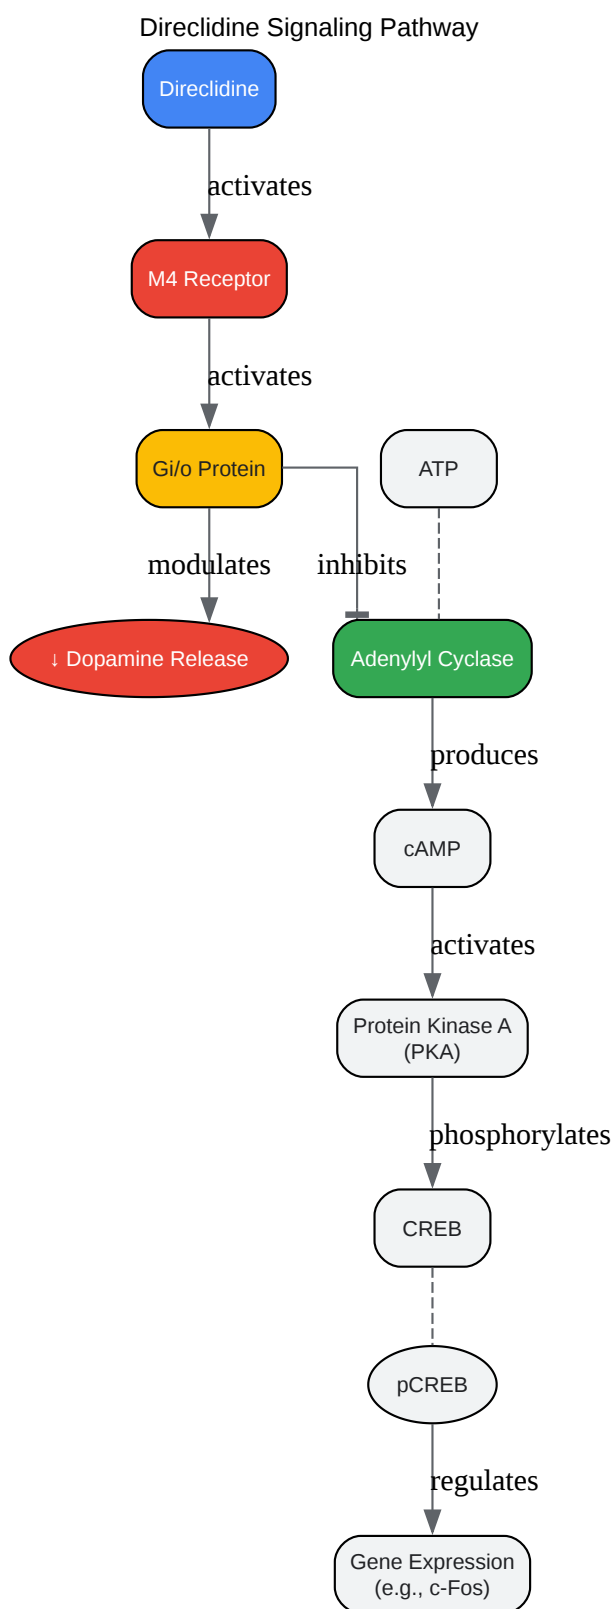 Direclidine Signaling Pathway
Direclidine
activates
M4 Receptor
activates
Gi/o Protein
ATP
modulates
inhibits
↓ Dopamine Release
Adenylyl Cyclase
produces
cAMP
activates
Protein Kinase A
(PKA)
phosphorylates
CREB
pCREB
regulates
Gene Expression
(e.g., c-Fos)